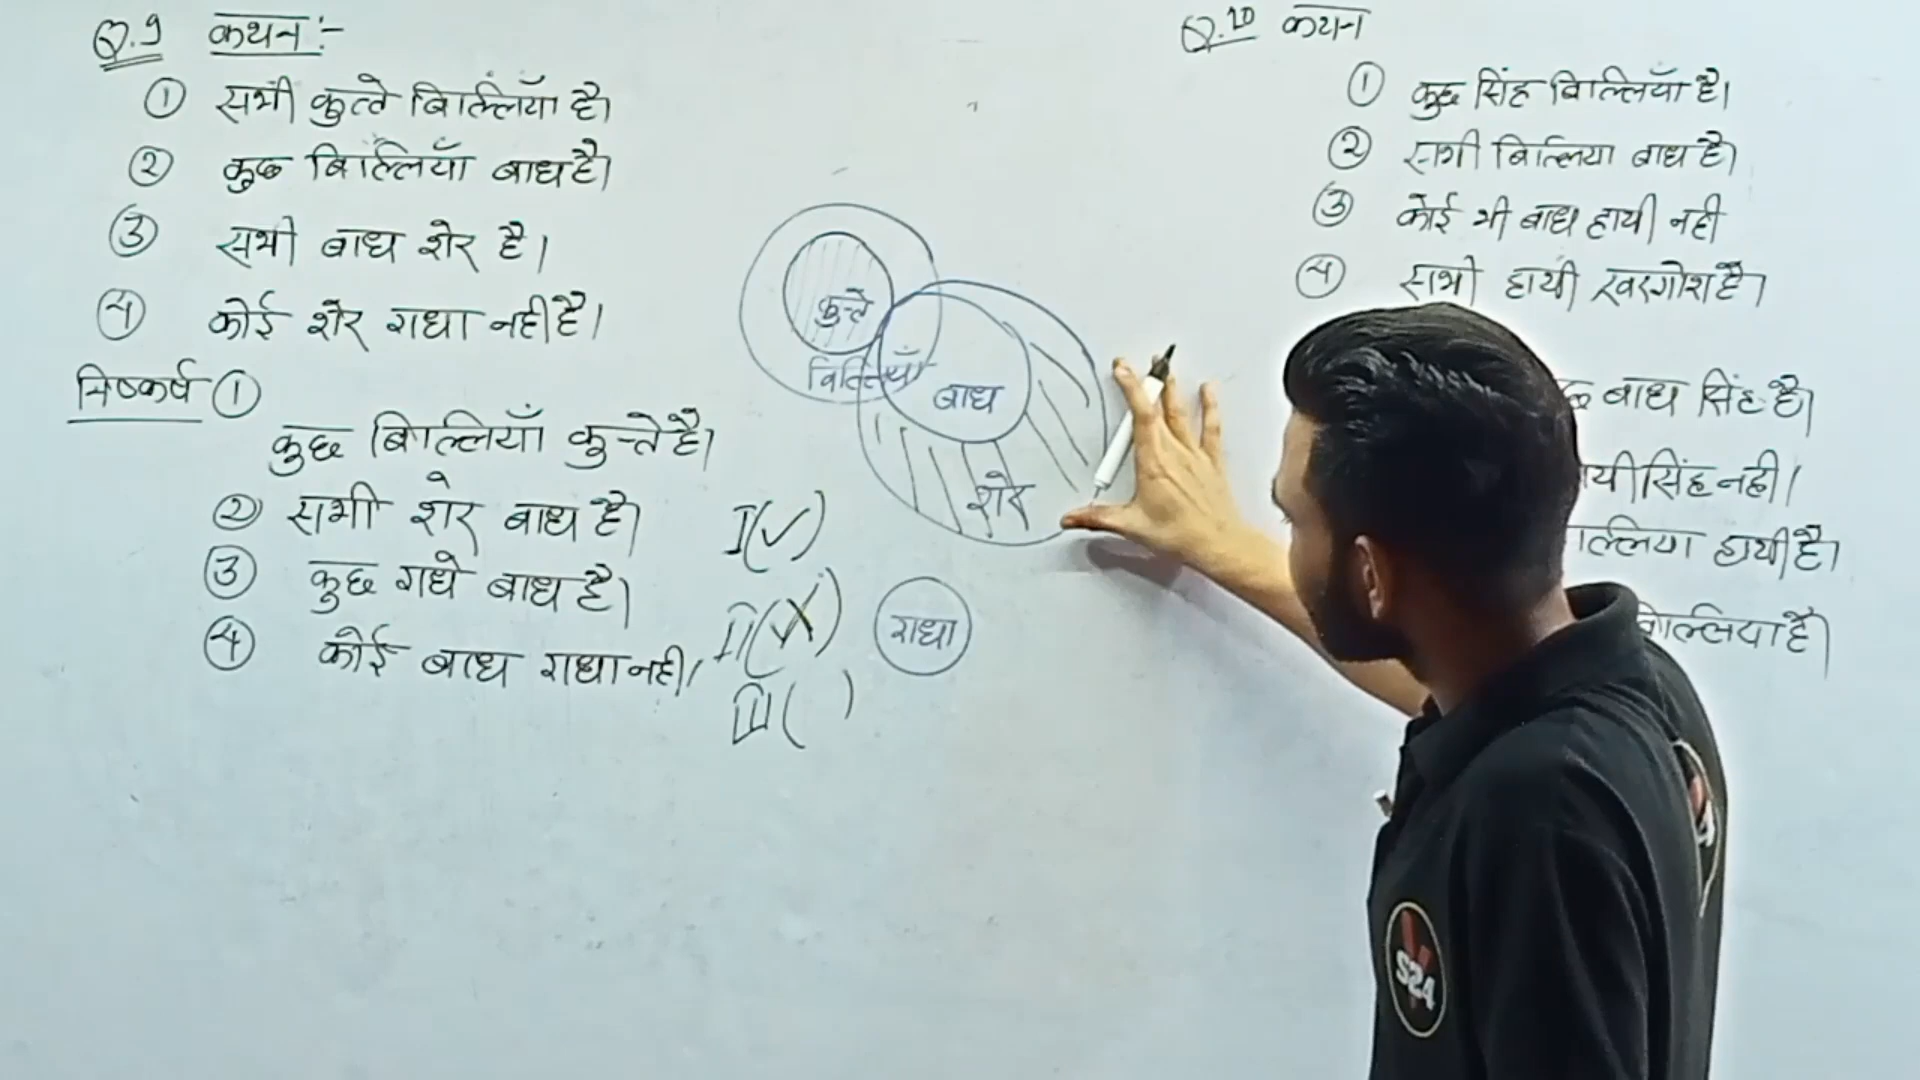 Q.9 कथन :-
① सभी कुत्ते बिल्लियाँ है।
② कुछ बिल्लियाँ बाघ है।
③ सभी बाघ शेर है।
④ कोई शेर गधा नही है।
निष्कर्ष ①
कुछ बिल्लियाँ कुत्ते है।
② सभी शेर बाघ है।
③ कुछ गधे बाघ है।
④ कोई बाघ गधा नही।
कुत्ते
बिल्लियाँ
बाघ
शेर
गधा
I(✓)
II(✓X)
III( )
Q.10 कथन
① कुछ सिंह बिल्लियाँ है।
② सभी बिल्लिया बाघ है।
③ कोई भी बाघ हाथी नही
④ सभी हाथी खरगोश है।
बाघ सिंह है।
सिंह नही।
हाथी है।
S24